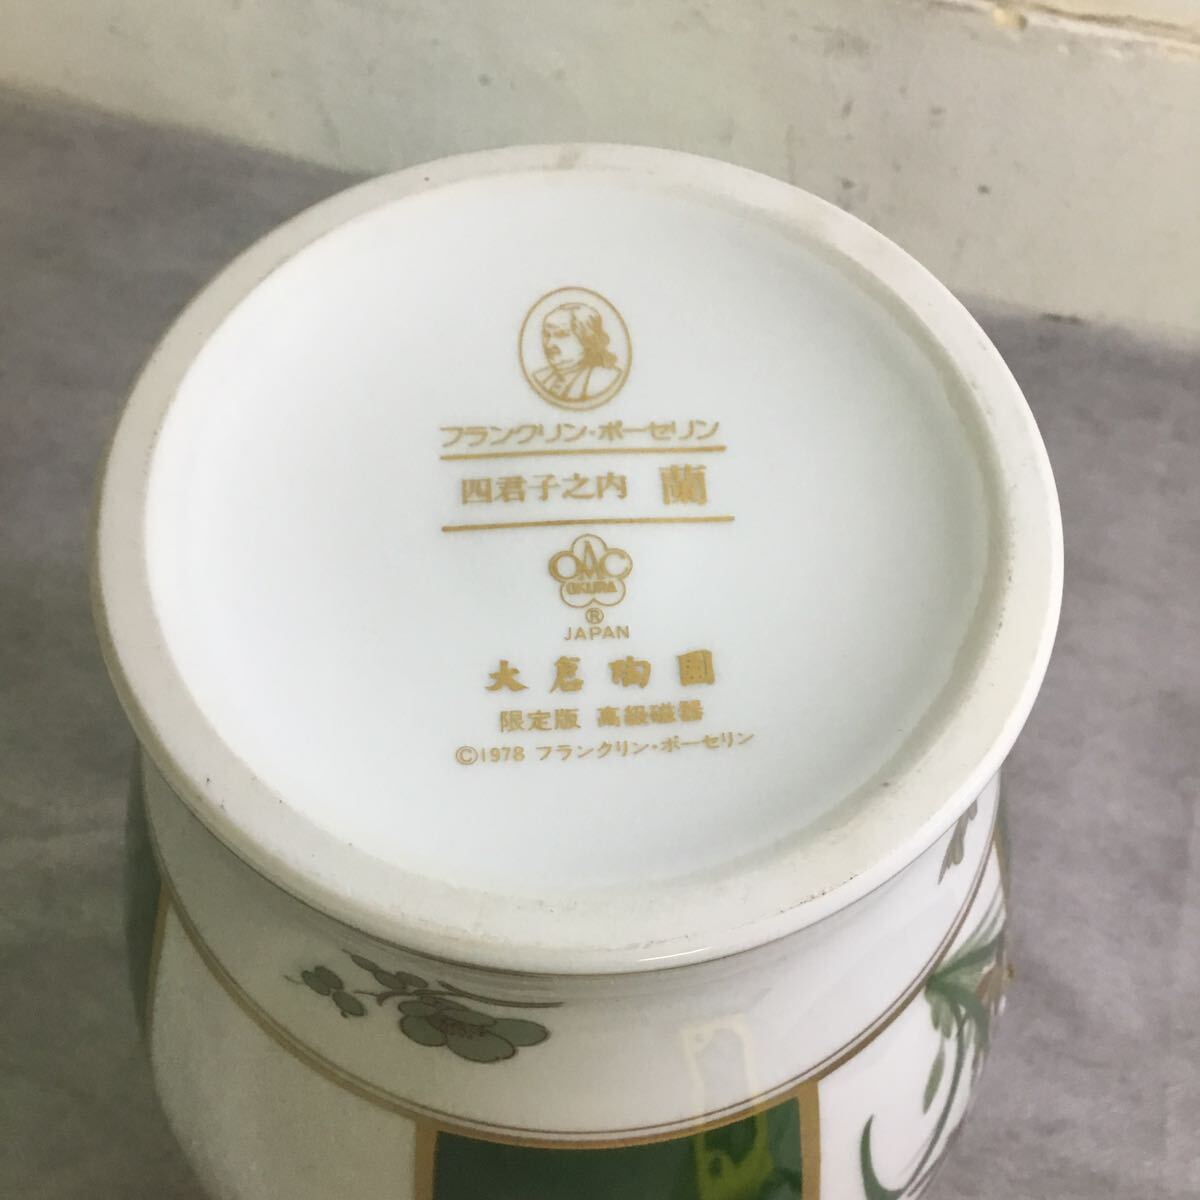 フランクリン・ポーセリン
四君子之内 蘭
OAC
OKURA
®
JAPAN
大倉陶園
限定版 高級磁器
©1978 フランクリン・ポーセリン